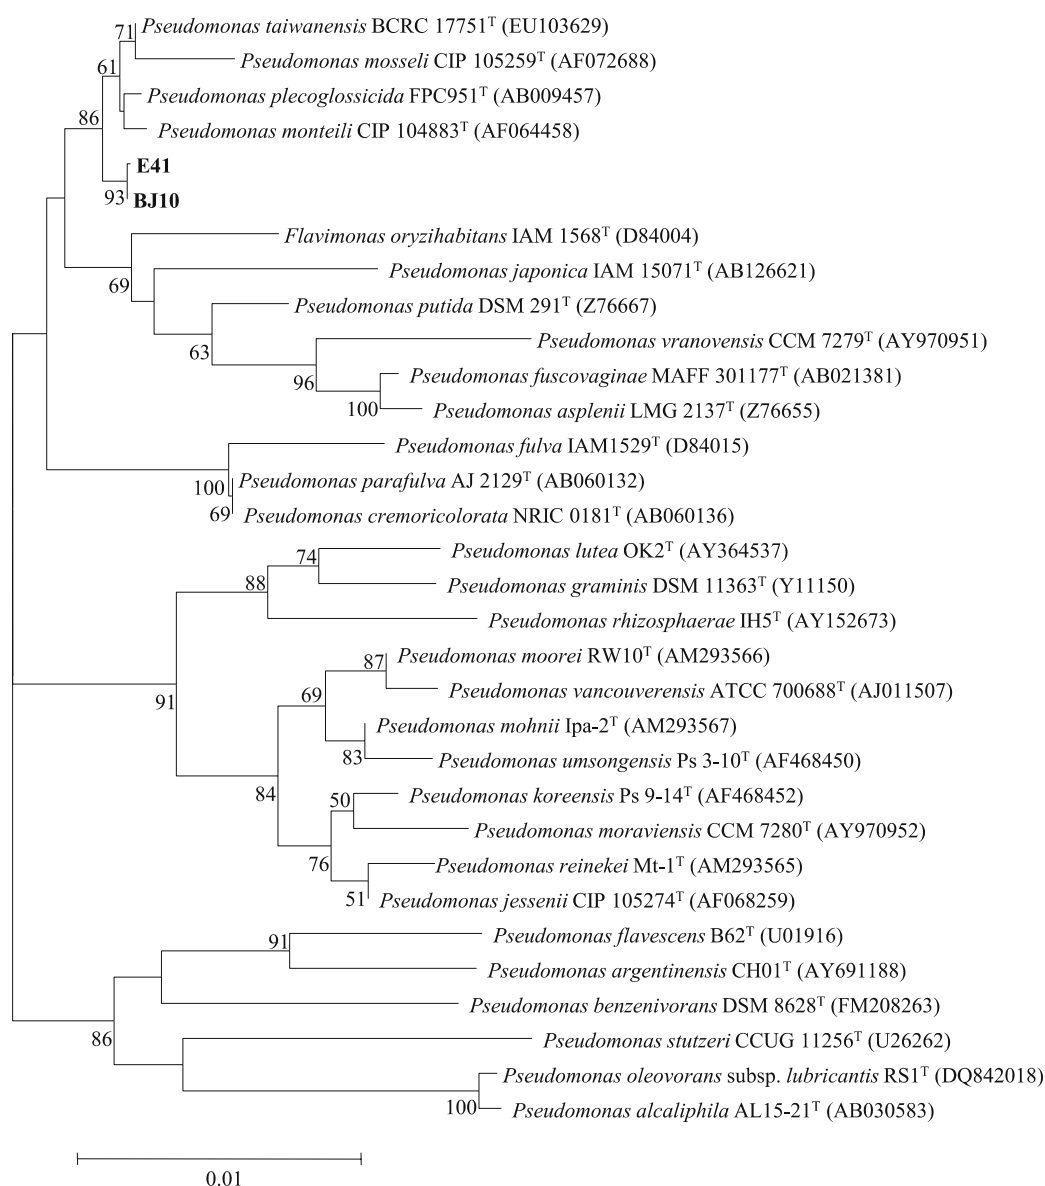 71 Pseudomonas taiwanensis BCRC 17751ᵀ (EU103629)
Pseudomonas mosseli CIP 105259ᵀ (AF072688)
61
Pseudomonas plecoglossicida FPC951ᵀ (AB009457)
86
Pseudomonas monteili CIP 104883ᵀ (AF064458)
E41
93 BJ10
Flavimonas oryzihabitans IAM 1568ᵀ (D84004)
Pseudomonas japonica IAM 15071ᵀ (AB126621)
69
Pseudomonas putida DSM 291ᵀ (Z76667)
Pseudomonas vranovensis CCM 7279ᵀ (AY970951)
63
Pseudomonas fuscovaginae MAFF 301177ᵀ (AB021381)
96
100 Pseudomonas asplenii LMG 2137ᵀ (Z76655)
Pseudomonas fulva IAM1529ᵀ (D84015)
Pseudomonas parafulva AJ 2129ᵀ (AB060132)
100
69 Pseudomonas cremoricolorata NRIC 0181ᵀ (AB060136)
Pseudomonas lutea OK2ᵀ (AY364537)
74
88 Pseudomonas graminis DSM 11363ᵀ (Y11150)
Pseudomonas rhizosphaerae IH5ᵀ (AY152673)
87 Pseudomonas moorei RW10ᵀ (AM293566)
Pseudomonas vancouverensis ATCC 700688ᵀ (AJ011507)
69
91
Pseudomonas mohnii Ipa-2ᵀ (AM293567)
83 Pseudomonas umsongensis Ps 3-10ᵀ (AF468450)
84
50 Pseudomonas koreensis Ps 9-14ᵀ (AF468452)
Pseudomonas moraviensis CCM 7280ᵀ (AY970952)
76 Pseudomonas reinekei Mt-1ᵀ (AM293565)
51 Pseudomonas jessenii CIP 105274ᵀ (AF068259)
91 Pseudomonas flavescens B62ᵀ (U01916)
Pseudomonas argentinensis CH01ᵀ (AY691188)
Pseudomonas benzenivorans DSM 8628ᵀ (FM208263)
86 Pseudomonas stutzeri CCUG 11256ᵀ (U26262)
Pseudomonas oleovorans subsp. lubricantis RS1ᵀ (DQ842018)
100 Pseudomonas alcaliphila AL15-21ᵀ (AB030583)
0.01